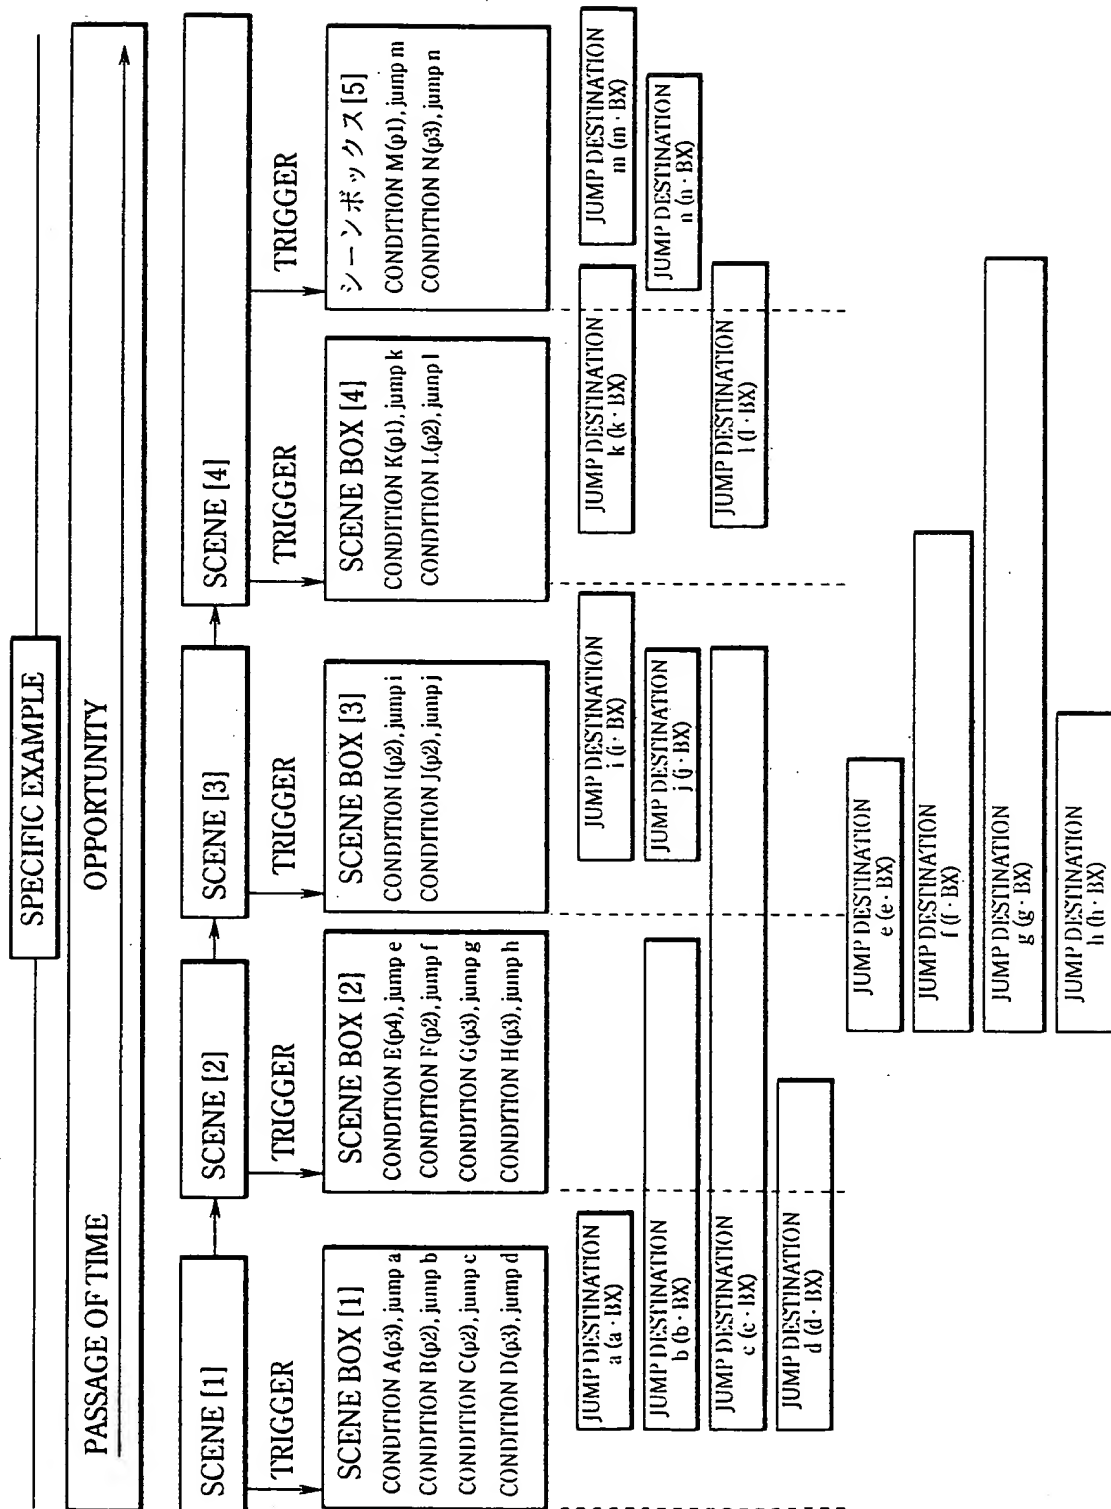 SPECIFIC EXAMPLE
PASSAGE OF TIME
OPPORTUNITY
SCENE [1]
SCENE [2]
SCENE [3]
SCENE [4]
TRIGGER
TRIGGER
TRIGGER
TRIGGER
TRIGGER
SCENE BOX [1]
CONDITION A(p3), jump a
CONDITION B(p2), jump b
CONDITION C(p2), jump c
CONDITION D(p3), jump d
SCENE BOX [2]
CONDITION E(p4), jump e
CONDITION F(p2), jump f
CONDITION G(p3), jump g
CONDITION H(p3), jump h
SCENE BOX [3]
CONDITION I(p2), jump i
CONDITION J(p2), jump j
SCENE BOX [4]
CONDITION K(p1), jump k
CONDITION L(p2), jump l
シーンボックス [5]
CONDITION M(p1), jump m
CONDITION N(p3), jump n
JUMP DESTINATION
a (a · BX)
JUMP DESTINATION
b (b · BX)
JUMP DESTINATION
c (c · BX)
JUMP DESTINATION
d (d · BX)
JUMP DESTINATION
e (e · BX)
JUMP DESTINATION
f (f · BX)
JUMP DESTINATION
g (g · BX)
JUMP DESTINATION
h (h · BX)
JUMP DESTINATION
i (i · BX)
JUMP DESTINATION
j (j · BX)
JUMP DESTINATION
k (k · BX)
JUMP DESTINATION
l (l · BX)
JUMP DESTINATION
m (m · BX)
JUMP DESTINATION
n (n · BX)